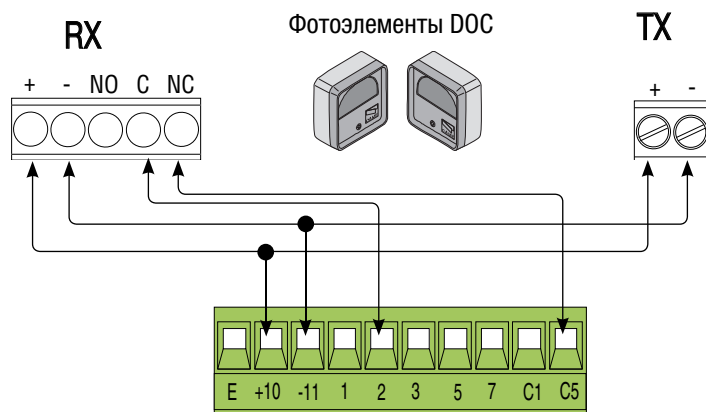 RX
Фотоэлементы DOC
TX
+ - NO C NC
+ -
E +10 -11 1 2 3 5 7 C1 C5